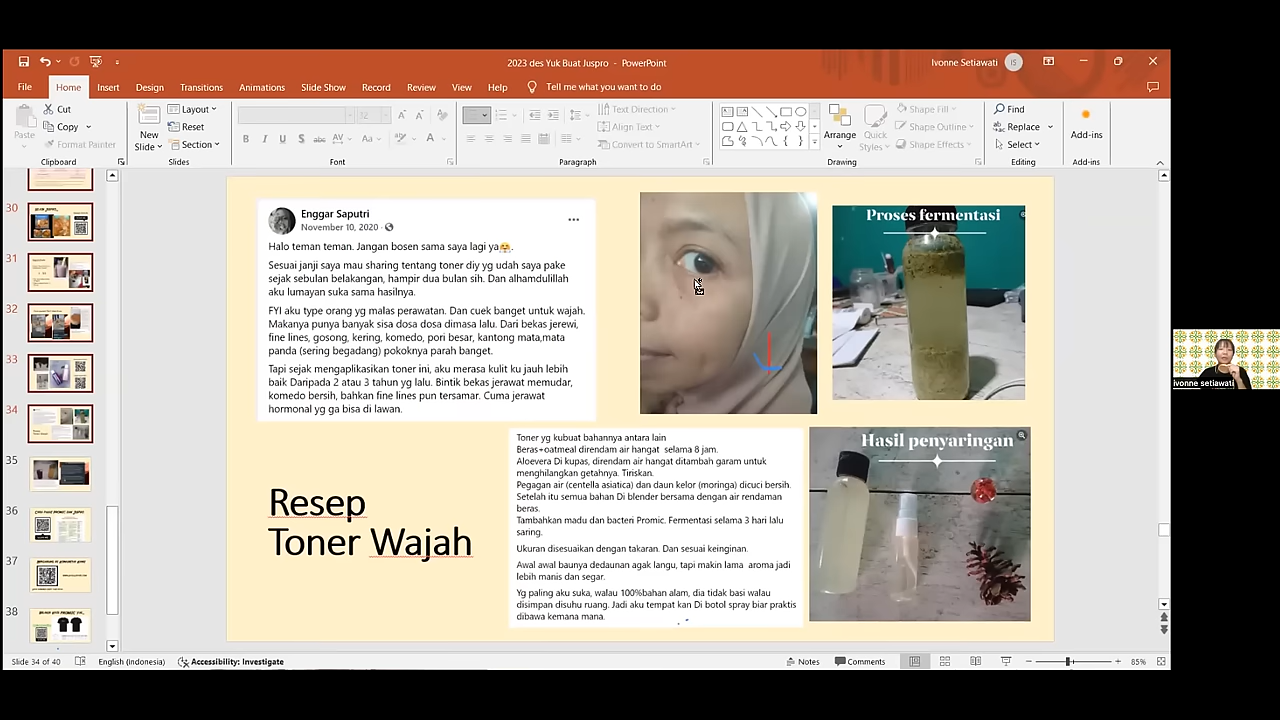 2023 des Yuk Buat Juspro - PowerPoint
Ivonne Setiawati
IS
File
Home
Insert
Design
Transitions
Animations
Slide Show
Record
Review
View
Help
Tell me what you want to do
Paste
Cut
Copy
Format Painter
Clipboard
New
Slide
Layout
Reset
Section
Slides
32
Font
Text Direction
Align Text
Convert to SmartArt
Paragraph
Arrange
Quick
Styles
Shape Fill
Shape Outline
Shape Effects
Drawing
Find
Replace
Select
Editing
Add-ins
Add-ins
30
31
32
33
34
35
36
37
38
Enggar Saputri
November 10, 2020
Halo teman teman. Jangan bosen sama saya lagi ya😊.
Sesuai janji saya mau sharing tentang toner diy yg udah saya pake
sejak sebulan belakangan, hampir dua bulan sih. Dan alhamdulillah
aku lumayan suka sama hasilnya.
FYI aku type orang yg malas perawatan. Dan cuek banget untuk wajah.
Makanya punya banyak sisa dosa dosa dimasa lalu. Dari bekas jerewi,
fine lines, gosong, kering, komedo, pori besar, kantong mata,mata
panda (sering begadang) pokoknya parah banget.
Tapi sejak mengaplikasikan toner ini, aku merasa kulit ku jauh lebih
baik Daripada 2 atau 3 tahun yg lalu. Bintik bekas jerawat memudar,
komedo bersih, bahkan fine lines pun tersamar. Cuma jerawat
hormonal yg ga bisa di lawan.
Proses fermentasi
Resep
Toner Wajah
Toner yg kubuat bahannya antara lain
Beras+oatmeal direndam air hangat selama 8 jam.
Aloevera Di kupas, direndam air hangat ditambah garam untuk
menghilangkan getahnya. Tiriskan.
Pegagan air (centella asiatica) dan daun kelor (moringa) dicuci bersih.
Setelah itu semua bahan Di blender bersama dengan air rendaman
beras.
Tambahkan madu dan bacteri Promic. Fermentasi selama 3 hari lalu
saring.
Ukuran disesuaikan dengan takaran. Dan sesuai keinginan.
Awal awal baunya dedaunan agak langu, tapi makin lama aroma jadi
lebih manis dan segar.
Yg paling aku suka, walau 100%bahan alam, dia tidak basi walau
disimpan disuhu ruang. Jadi aku tempat kan Di botol spray biar praktis
dibawa kemana mana.
Hasil penyaringan
ivonne setiawati
Slide 34 of 40
English (Indonesia)
Accessibility: Investigate
Notes
Comments
85%